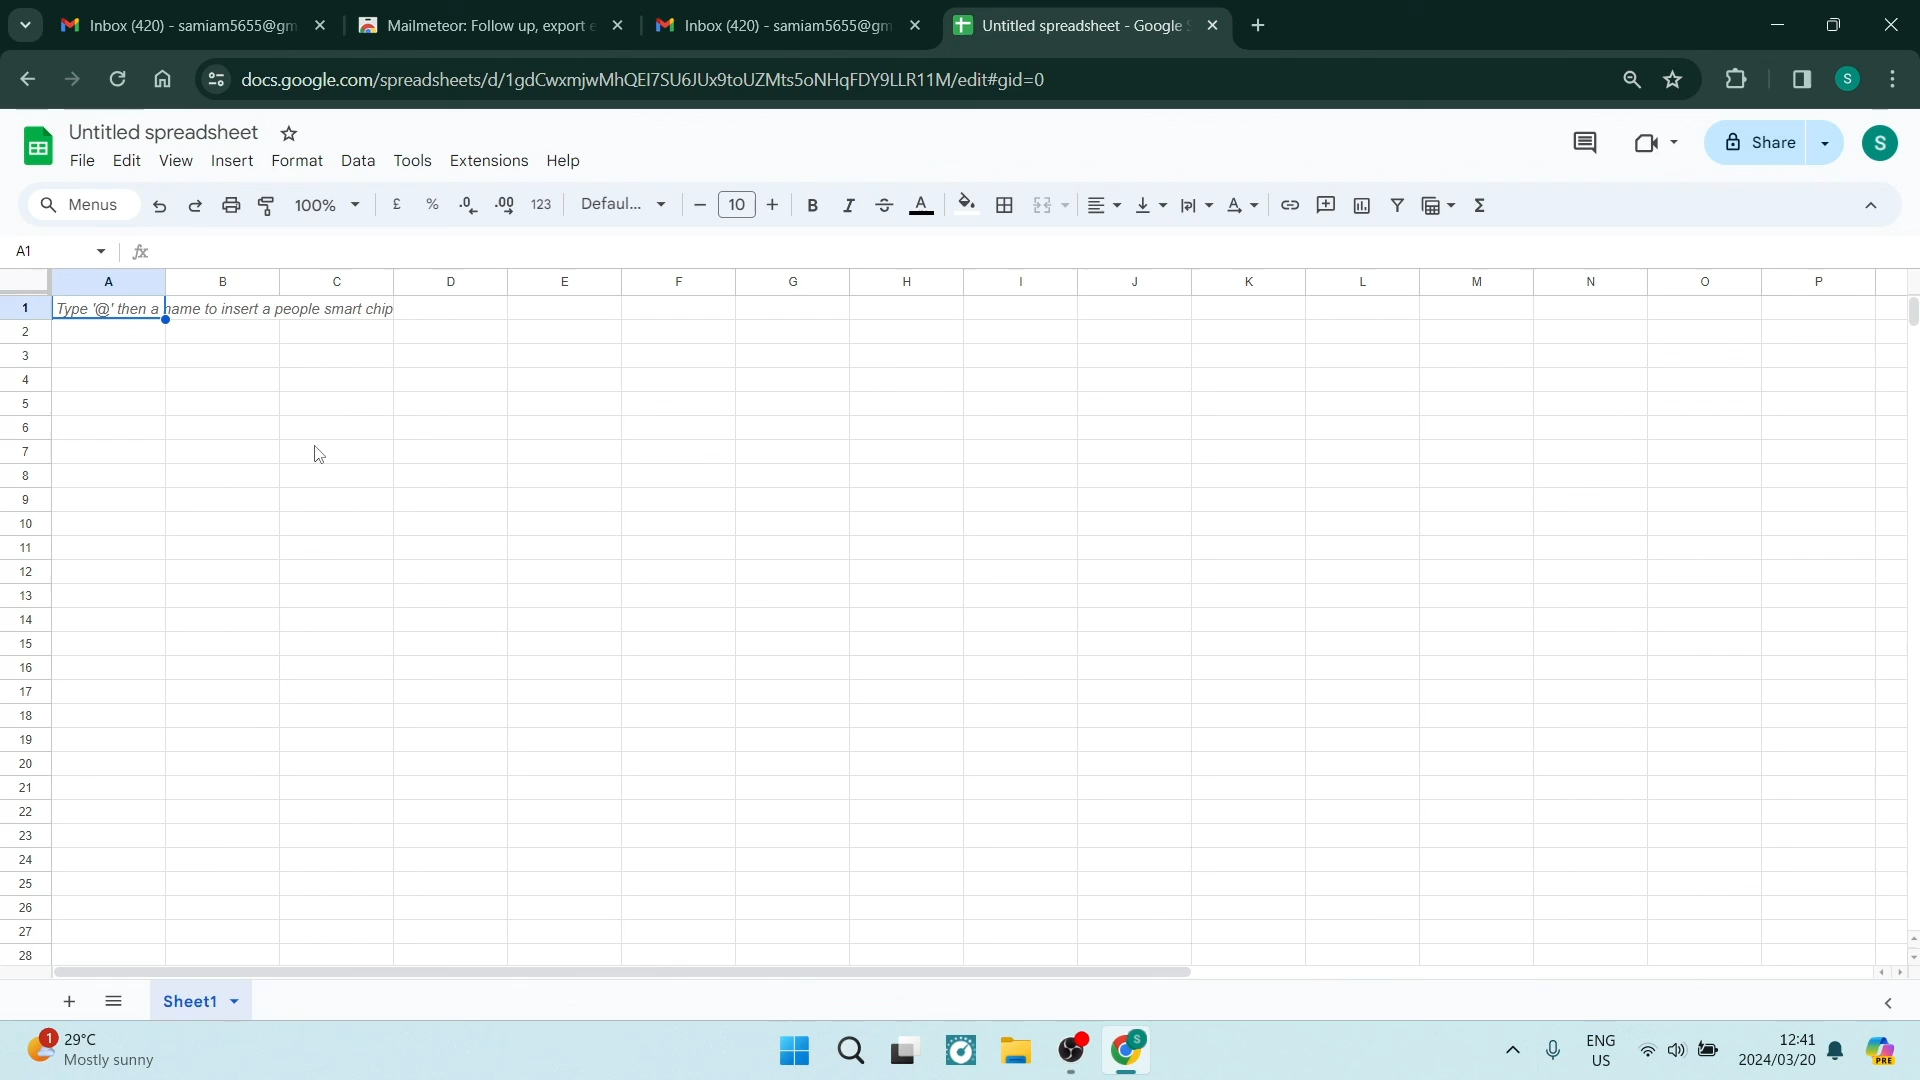 Inbox (420) - samiam5655@gm
Mailmeteor: Follow up, export e
Inbox (420) - samiam5655@gm
Untitled spreadsheet - Google S
docs.google.com/spreadsheets/d/1gdCwxmjwMhQEI7SU6JUx9toUZMts5oNHqFDY9LLR11M/edit#gid=0
S
Untitled spreadsheet
File Edit View Insert Format Data Tools Extensions Help
Share
S
Menus 100% £ % .0 .00 123 Defaul... 10 B I S A A Σ
A1 fx
A B C D E F G H I J K L M N O P
1 Type '@' then a name to insert a people smart chip
2
3
4
5
6
7
8
9
10
11
12
13
14
15
16
17
18
19
20
21
22
23
24
25
26
27
28
Sheet1
1 29°C
Mostly sunny
S
ENG
US
12:41
2024/03/20
PRE